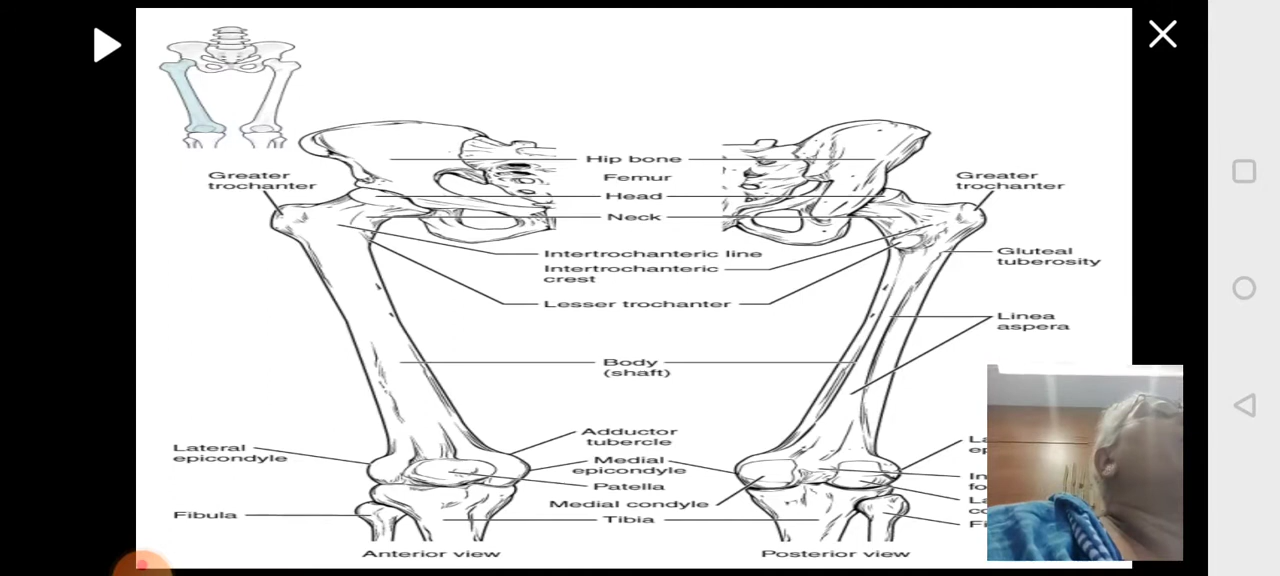 Hip bone
Greater
trochanter
Femur
Greater
trochanter
Head
Neck
Intertrochanteric line
Gluteal
tuberosity
Intertrochanteric
crest
Lesser trochanter
Linea
aspera
Body
(shaft)
Adductor
tubercle
Lateral
epicondyle
Medial
epicondyle
Patella
Medial condyle
Fibula
Tibia
Anterior view
Posterior view